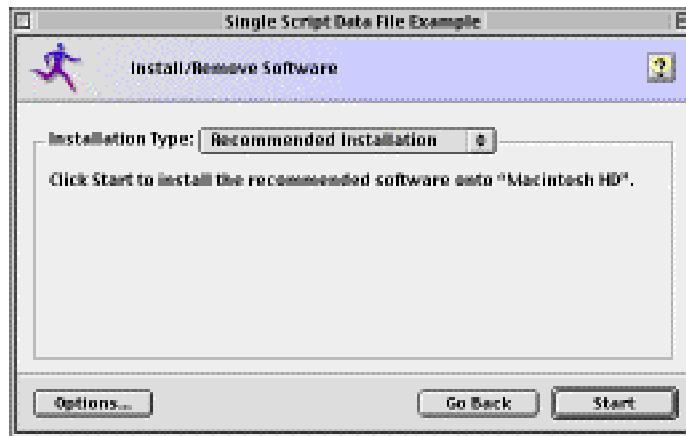 Single Script Data File Example
Install/Remove Software
?
Installation Type: Recommended Installation
Click Start to install the recommended software onto "Macintosh HD".
Options... Go Back Start